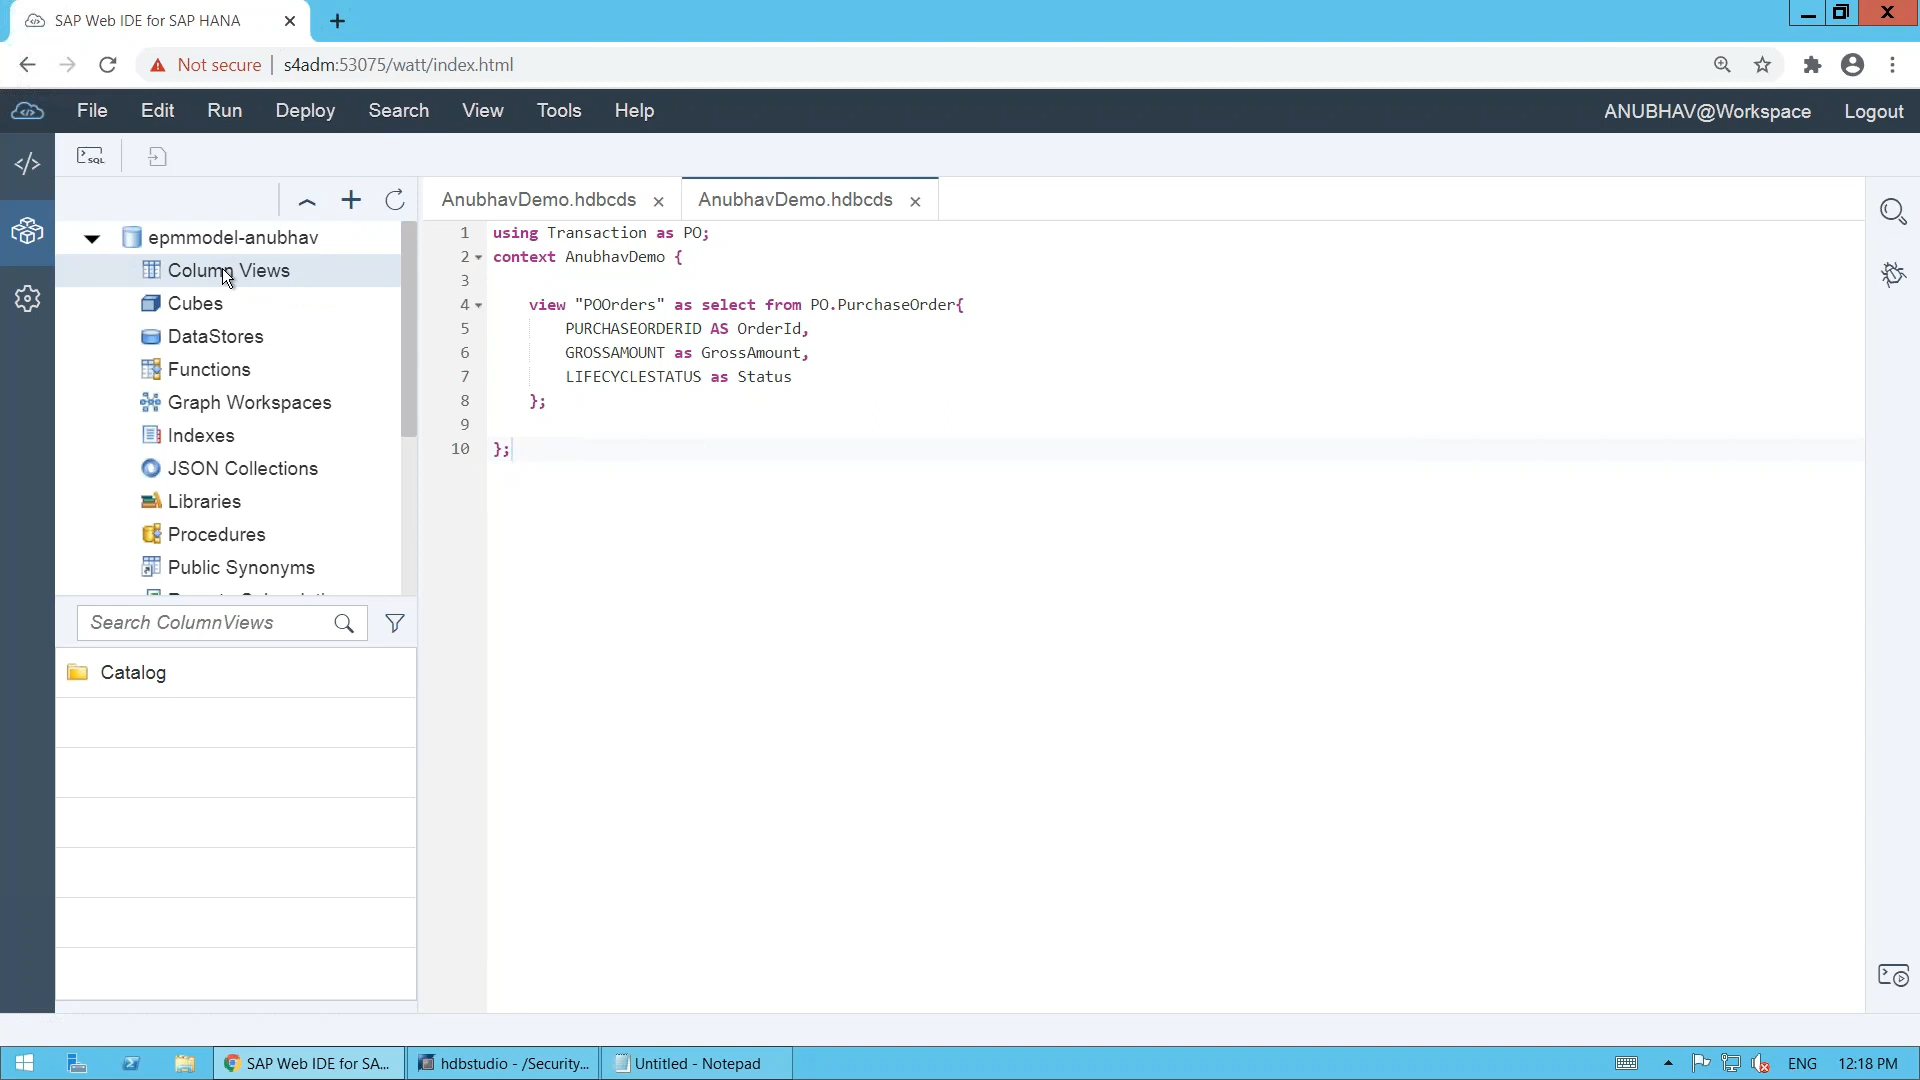 SAP Web IDE for SAP HANA
Not secure
s4adm:53075/watt/index.html
File Edit Run Deploy Search View Tools Help
ANUBHAV@Workspace Logout
SQL
epmmodel-anubhav
Column Views
Cubes
DataStores
Functions
Graph Workspaces
Indexes
JSON Collections
Libraries
Procedures
Public Synonyms
Search ColumnViews
Catalog
AnubhavDemo.hdbcds AnubhavDemo.hdbcds
1 using Transaction as PO;
2 context AnubhavDemo {
3
4 view "POOrders" as select from PO.PurchaseOrder{
5 PURCHASEORDERID AS OrderId,
6 GROSSAMOUNT as GrossAmount,
7 LIFECYCLESTATUS as Status
8 };
9
10 };
SAP Web IDE for SA...
hdbstudio - /Security...
Untitled - Notepad
ENG
12:18 PM